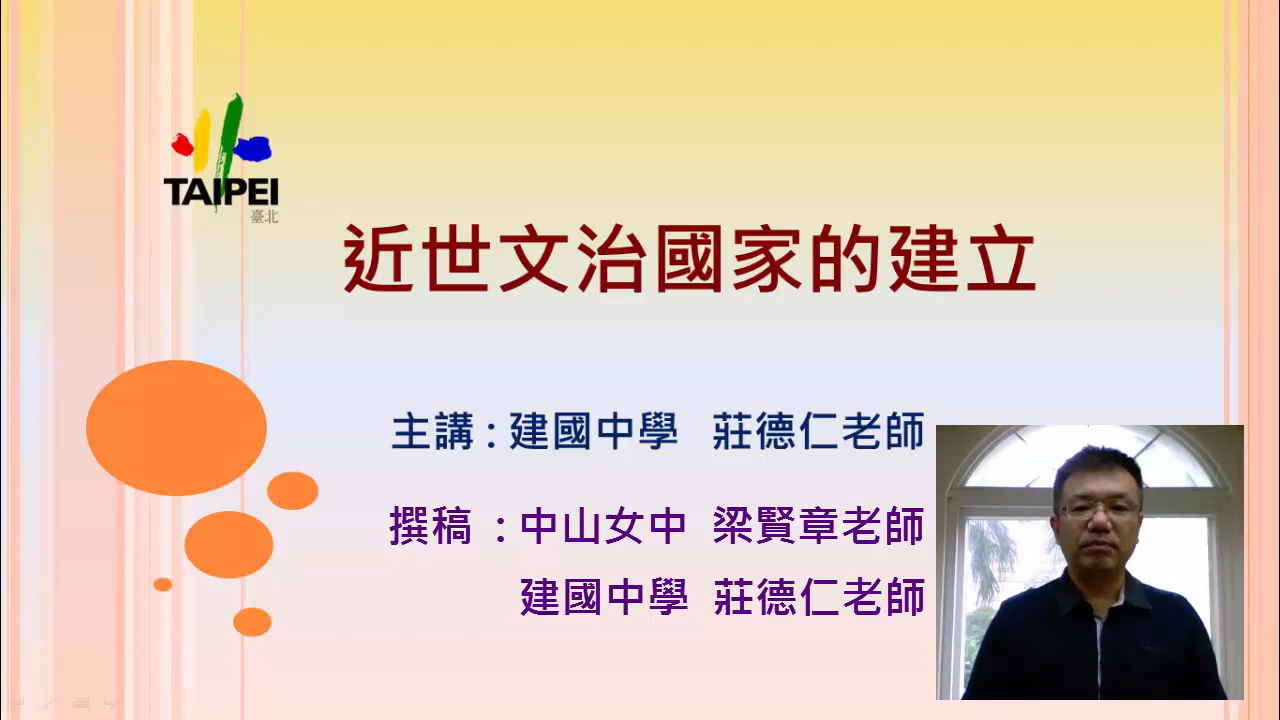 TAIPEI
臺北
近世文治國家的建立
主講 : 建國中學 莊德仁老師
撰稿 : 中山女中 梁賢章老師
建國中學 莊德仁老師